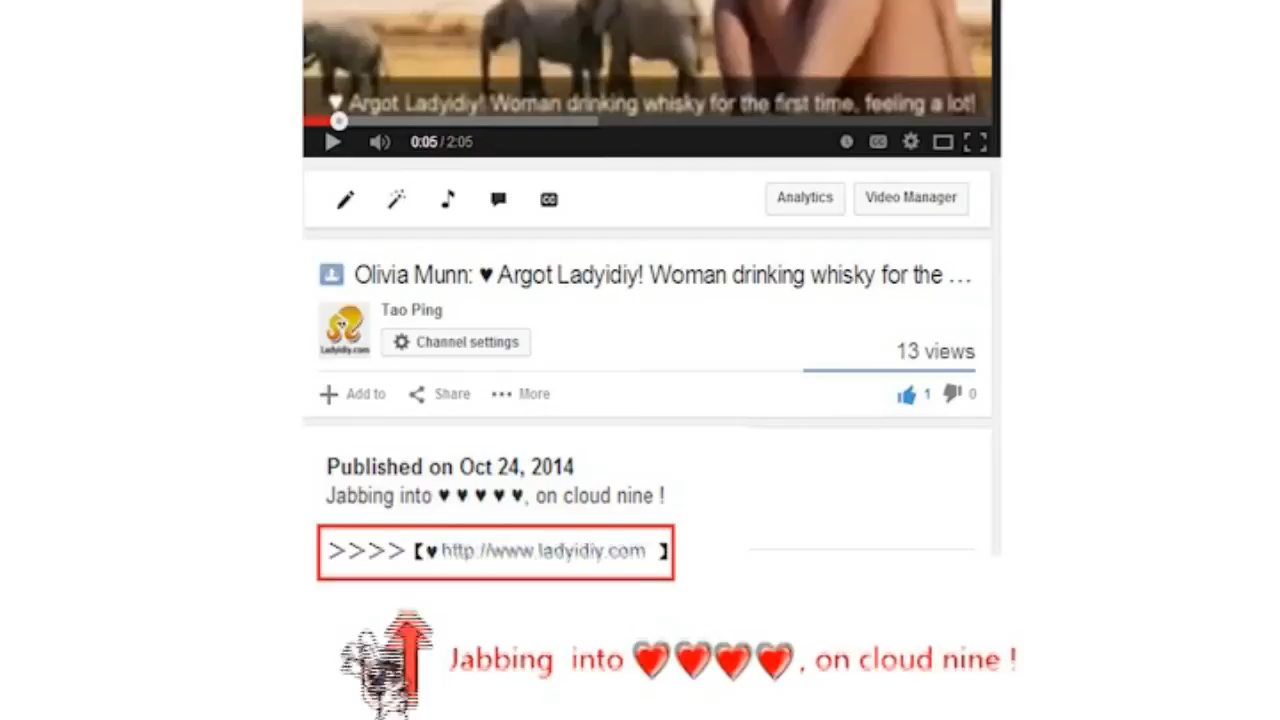 ♥ Argot Ladyidiy! Woman drinking whisky for the first time, feeling a lot!
0:05 / 2:05
CC
Analytics
Video Manager
CC
Olivia Munn: ♥ Argot Ladyidiy! Woman drinking whisky for the ...
Tao Ping
Ladyidiy.com
Channel settings
13 views
Add to
Share
More
1
0
Published on Oct 24, 2014
Jabbing into ♥ ♥ ♥ ♥ ♥, on cloud nine !
>>>>【♥ http://www.ladyidiy.com 】
Jabbing into ♥♥♥♥, on cloud nine !